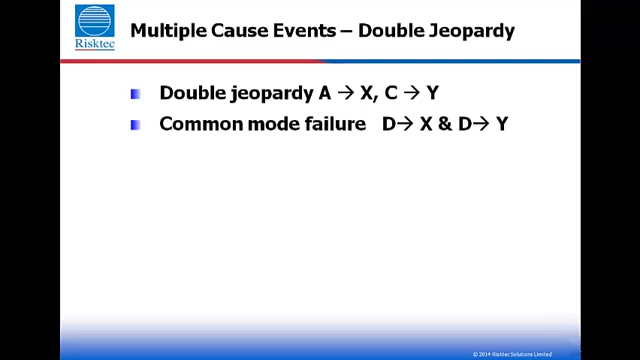 Risktec
Multiple Cause Events – Double Jeopardy
Double jeopardy A → X, C → Y
Common mode failure D→ X & D→ Y
© 2014 Risktec Solutions Limited